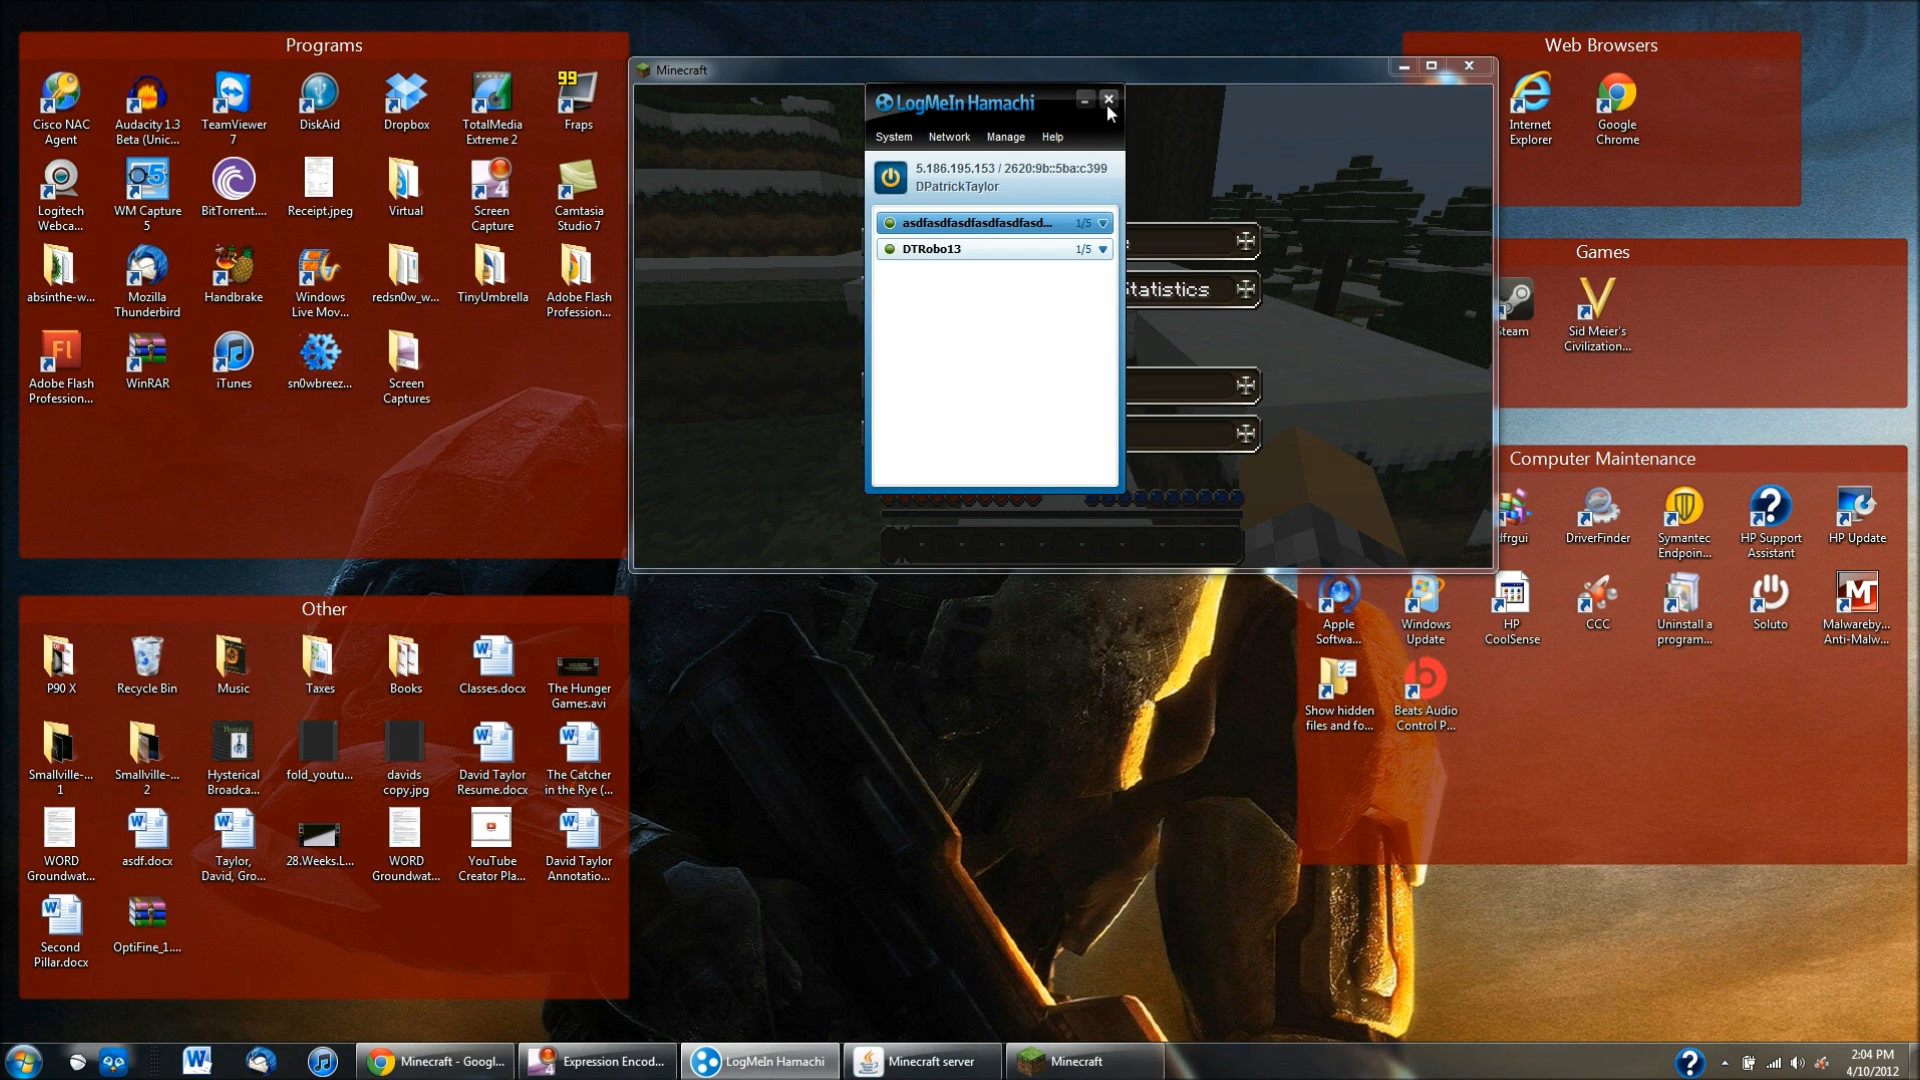 Programs
Cisco NAC Agent
Audacity 1.3 Beta (Unic...
TeamViewer 7
DiskAid
Dropbox
TotalMedia Extreme 2
99
Fraps
Logitech Webca...
WM Capture 5
BitTorrent....
Receipt.jpeg
Virtual
Screen Capture
Camtasia Studio 7
absinthe-w...
Mozilla Thunderbird
Handbrake
Windows Live Mov...
redsn0w_w...
TinyUmbrella
Adobe Flash Profession...
Adobe Flash Profession...
WinRAR
iTunes
sn0wbreez...
Screen Captures
Other
P90 X
Recycle Bin
Music
Taxes
Books
Classes.docx
The Hunger Games.avi
Smallville-... 1
Smallville-... 2
Hysterical Broadca...
fold_youtu...
davids copy.jpg
David Taylor Resume.docx
The Catcher in the Rye (...
WORD Groundwat...
asdf.docx
Taylor, David, Gro...
28.Weeks.L...
WORD Groundwat...
YouTube Creator Pla...
David Taylor Annotatio...
Second Pillar.docx
OptiFine_1....
Minecraft
LogMeIn Hamachi
System Network Manage Help
5.186.195.153 / 2620:9b::5ba:c399
DPatrickTaylor
asdfasdfasdfasdfasdfasd... 1/5
DTRobo13 1/5
Statistics
Web Browsers
Internet Explorer
Google Chrome
Games
Steam
Sid Meier's Civilization...
Computer Maintenance
dfrgui
DriverFinder
Symantec Endpoin...
HP Support Assistant
HP Update
Apple Softwa...
Windows Update
HP CoolSense
CCC
Uninstall a program...
Soluto
Malwareby... Anti-Malw...
Show hidden files and fo...
Beats Audio Control P...
Minecraft - Googl...
Expression Encod...
LogMeIn Hamachi
Minecraft server
Minecraft
2:04 PM
4/10/2012